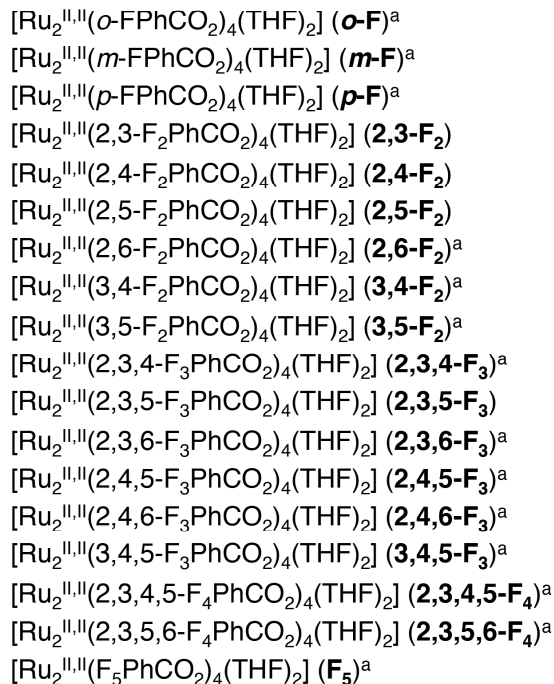 [Ru₂ᴵᴵ,ᴵᴵ(o-FPhCO₂)₄(THF)₂] (o-F)ᵃ
[Ru₂ᴵᴵ,ᴵᴵ(m-FPhCO₂)₄(THF)₂] (m-F)ᵃ
[Ru₂ᴵᴵ,ᴵᴵ(p-FPhCO₂)₄(THF)₂] (p-F)ᵃ
[Ru₂ᴵᴵ,ᴵᴵ(2,3-F₂PhCO₂)₄(THF)₂] (2,3-F₂)
[Ru₂ᴵᴵ,ᴵᴵ(2,4-F₂PhCO₂)₄(THF)₂] (2,4-F₂)
[Ru₂ᴵᴵ,ᴵᴵ(2,5-F₂PhCO₂)₄(THF)₂] (2,5-F₂)
[Ru₂ᴵᴵ,ᴵᴵ(2,6-F₂PhCO₂)₄(THF)₂] (2,6-F₂)ᵃ
[Ru₂ᴵᴵ,ᴵᴵ(3,4-F₂PhCO₂)₄(THF)₂] (3,4-F₂)ᵃ
[Ru₂ᴵᴵ,ᴵᴵ(3,5-F₂PhCO₂)₄(THF)₂] (3,5-F₂)ᵃ
[Ru₂ᴵᴵ,ᴵᴵ(2,3,4-F₃PhCO₂)₄(THF)₂] (2,3,4-F₃)ᵃ
[Ru₂ᴵᴵ,ᴵᴵ(2,3,5-F₃PhCO₂)₄(THF)₂] (2,3,5-F₃)
[Ru₂ᴵᴵ,ᴵᴵ(2,3,6-F₃PhCO₂)₄(THF)₂] (2,3,6-F₃)ᵃ
[Ru₂ᴵᴵ,ᴵᴵ(2,4,5-F₃PhCO₂)₄(THF)₂] (2,4,5-F₃)ᵃ
[Ru₂ᴵᴵ,ᴵᴵ(2,4,6-F₃PhCO₂)₄(THF)₂] (2,4,6-F₃)ᵃ
[Ru₂ᴵᴵ,ᴵᴵ(3,4,5-F₃PhCO₂)₄(THF)₂] (3,4,5-F₃)ᵃ
[Ru₂ᴵᴵ,ᴵᴵ(2,3,4,5-F₄PhCO₂)₄(THF)₂] (2,3,4,5-F₄)ᵃ
[Ru₂ᴵᴵ,ᴵᴵ(2,3,5,6-F₄PhCO₂)₄(THF)₂] (2,3,5,6-F₄)ᵃ
[Ru₂ᴵᴵ,ᴵᴵ(F₅PhCO₂)₄(THF)₂] (F₅)ᵃ